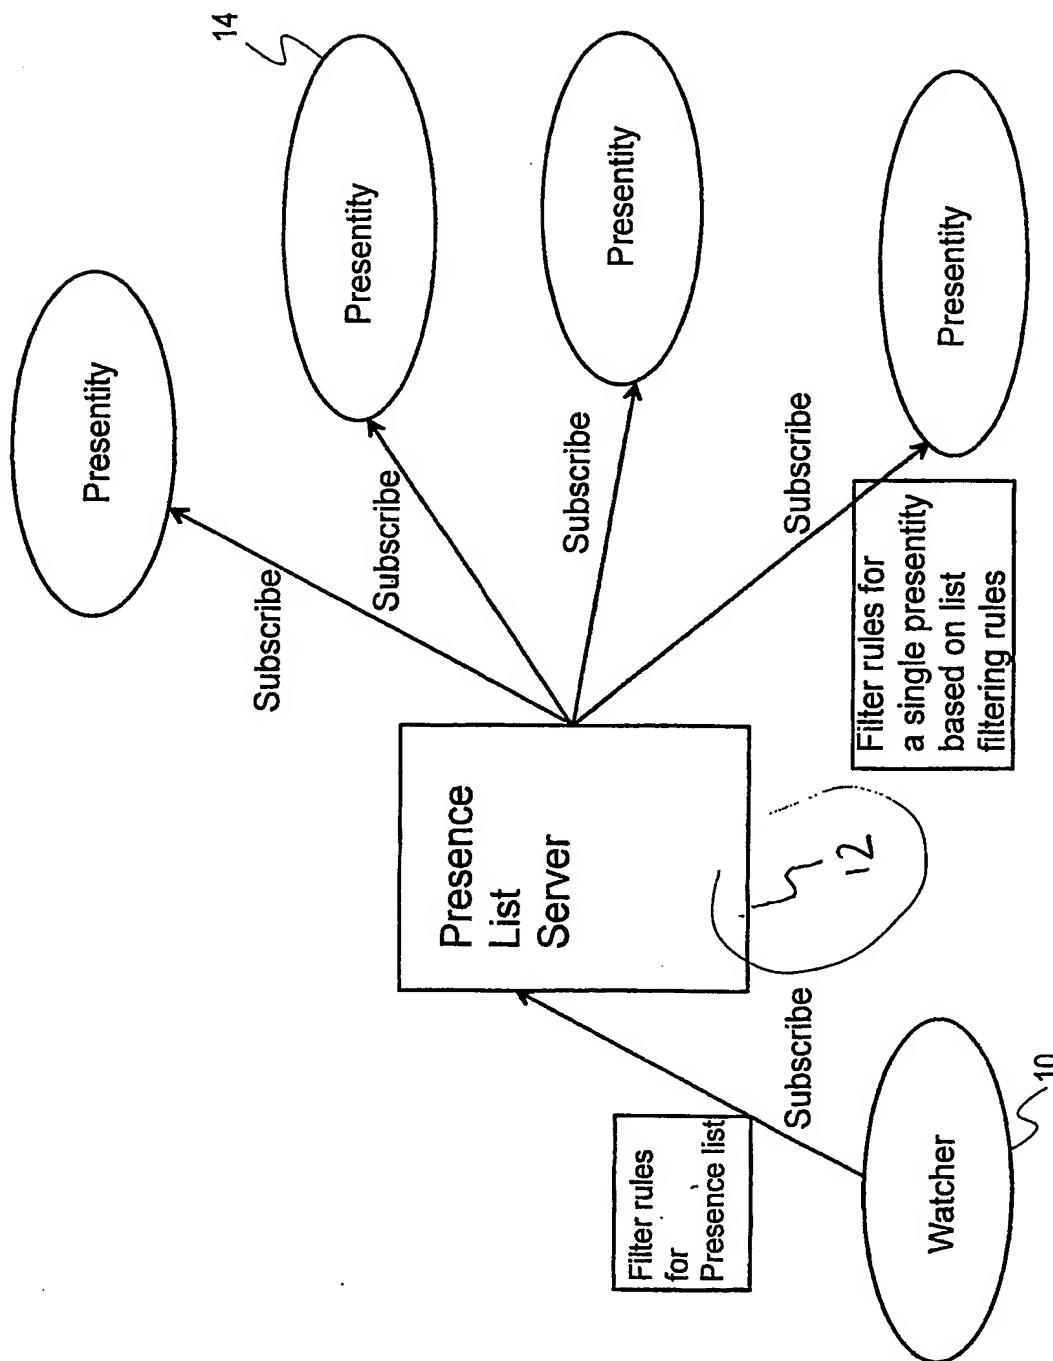 Presentity
14
Presentity
Presentity
Presentity
Subscribe
Subscribe
Subscribe
Subscribe
Filter rules for
a single presentity
based on list
filtering rules
Presence
List
Server
12
Subscribe
Filter rules
for
Presence list
Watcher
10